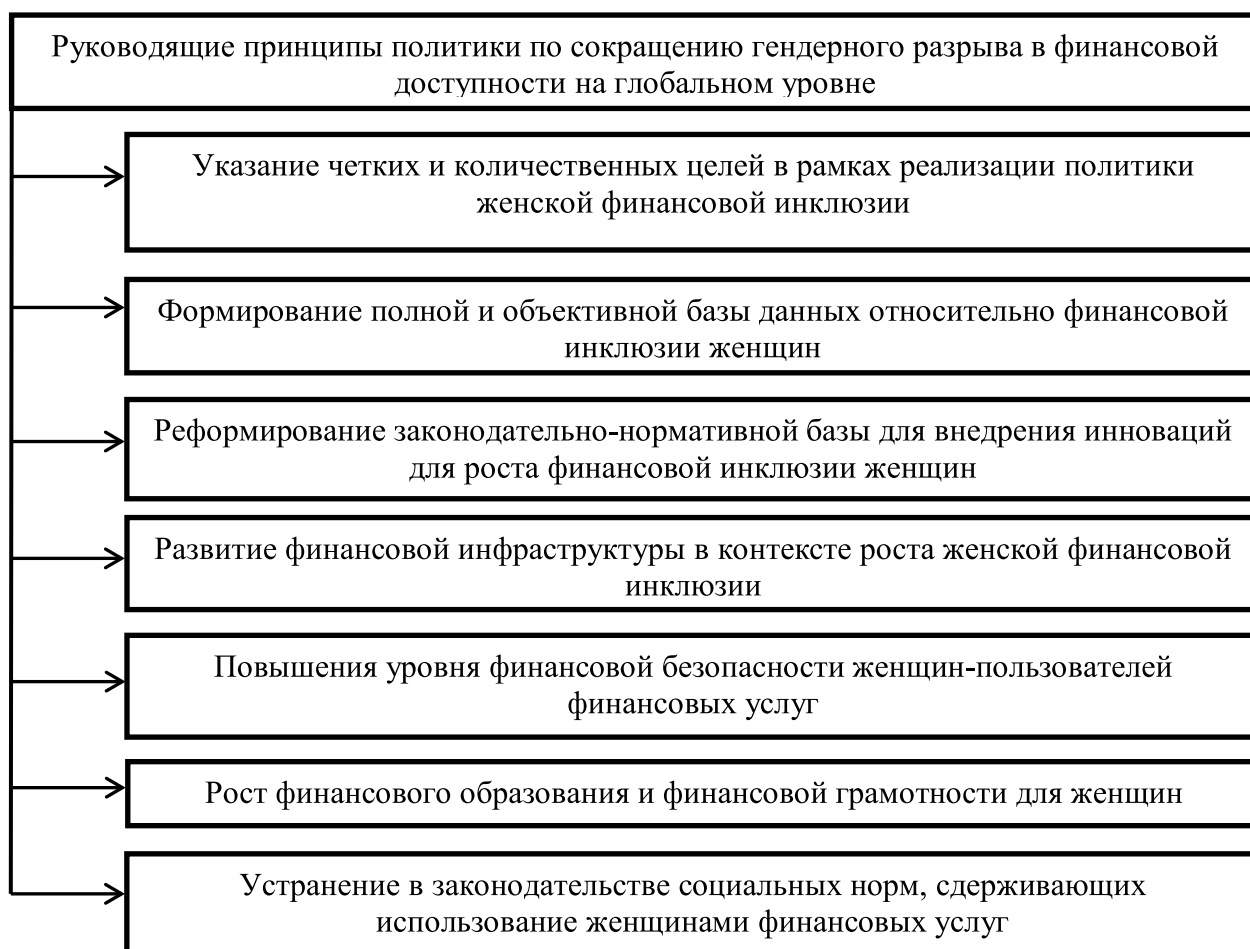 Руководящие принципы политики по сокращению гендерного разрыва в финансовой
доступности на глобальном уровне
Указание четких и количественных целей в рамках реализации политики
женской финансовой инклюзии
Формирование полной и объективной базы данных относительно финансовой
инклюзии женщин
Реформирование законодательно-нормативной базы для внедрения инноваций
для роста финансовой инклюзии женщин
Развитие финансовой инфраструктуры в контексте роста женской финансовой
инклюзии
Повышения уровня финансовой безопасности женщин-пользователей
финансовых услуг
Рост финансового образования и финансовой грамотности для женщин
Устранение в законодательстве социальных норм, сдерживающих
использование женщинами финансовых услуг